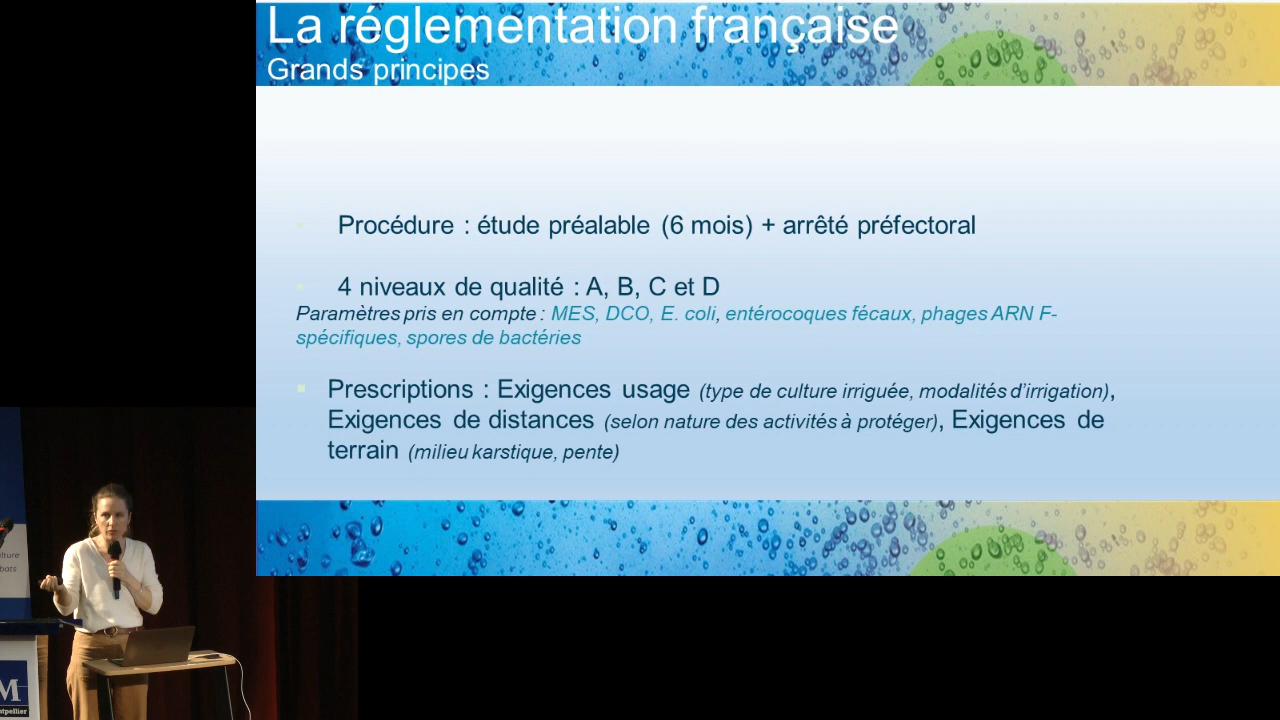 La réglementation française
Grands principes
Procédure : étude préalable (6 mois) + arrêté préfectoral
4 niveaux de qualité : A, B, C et D
Paramètres pris en compte : MES, DCO, E. coli, entérocoques fécaux, phages ARN F-
spécifiques, spores de bactéries
Prescriptions : Exigences usage (type de culture irriguée, modalités d'irrigation),
Exigences de distances (selon nature des activités à protéger), Exigences de
terrain (milieu karstique, pente)
M